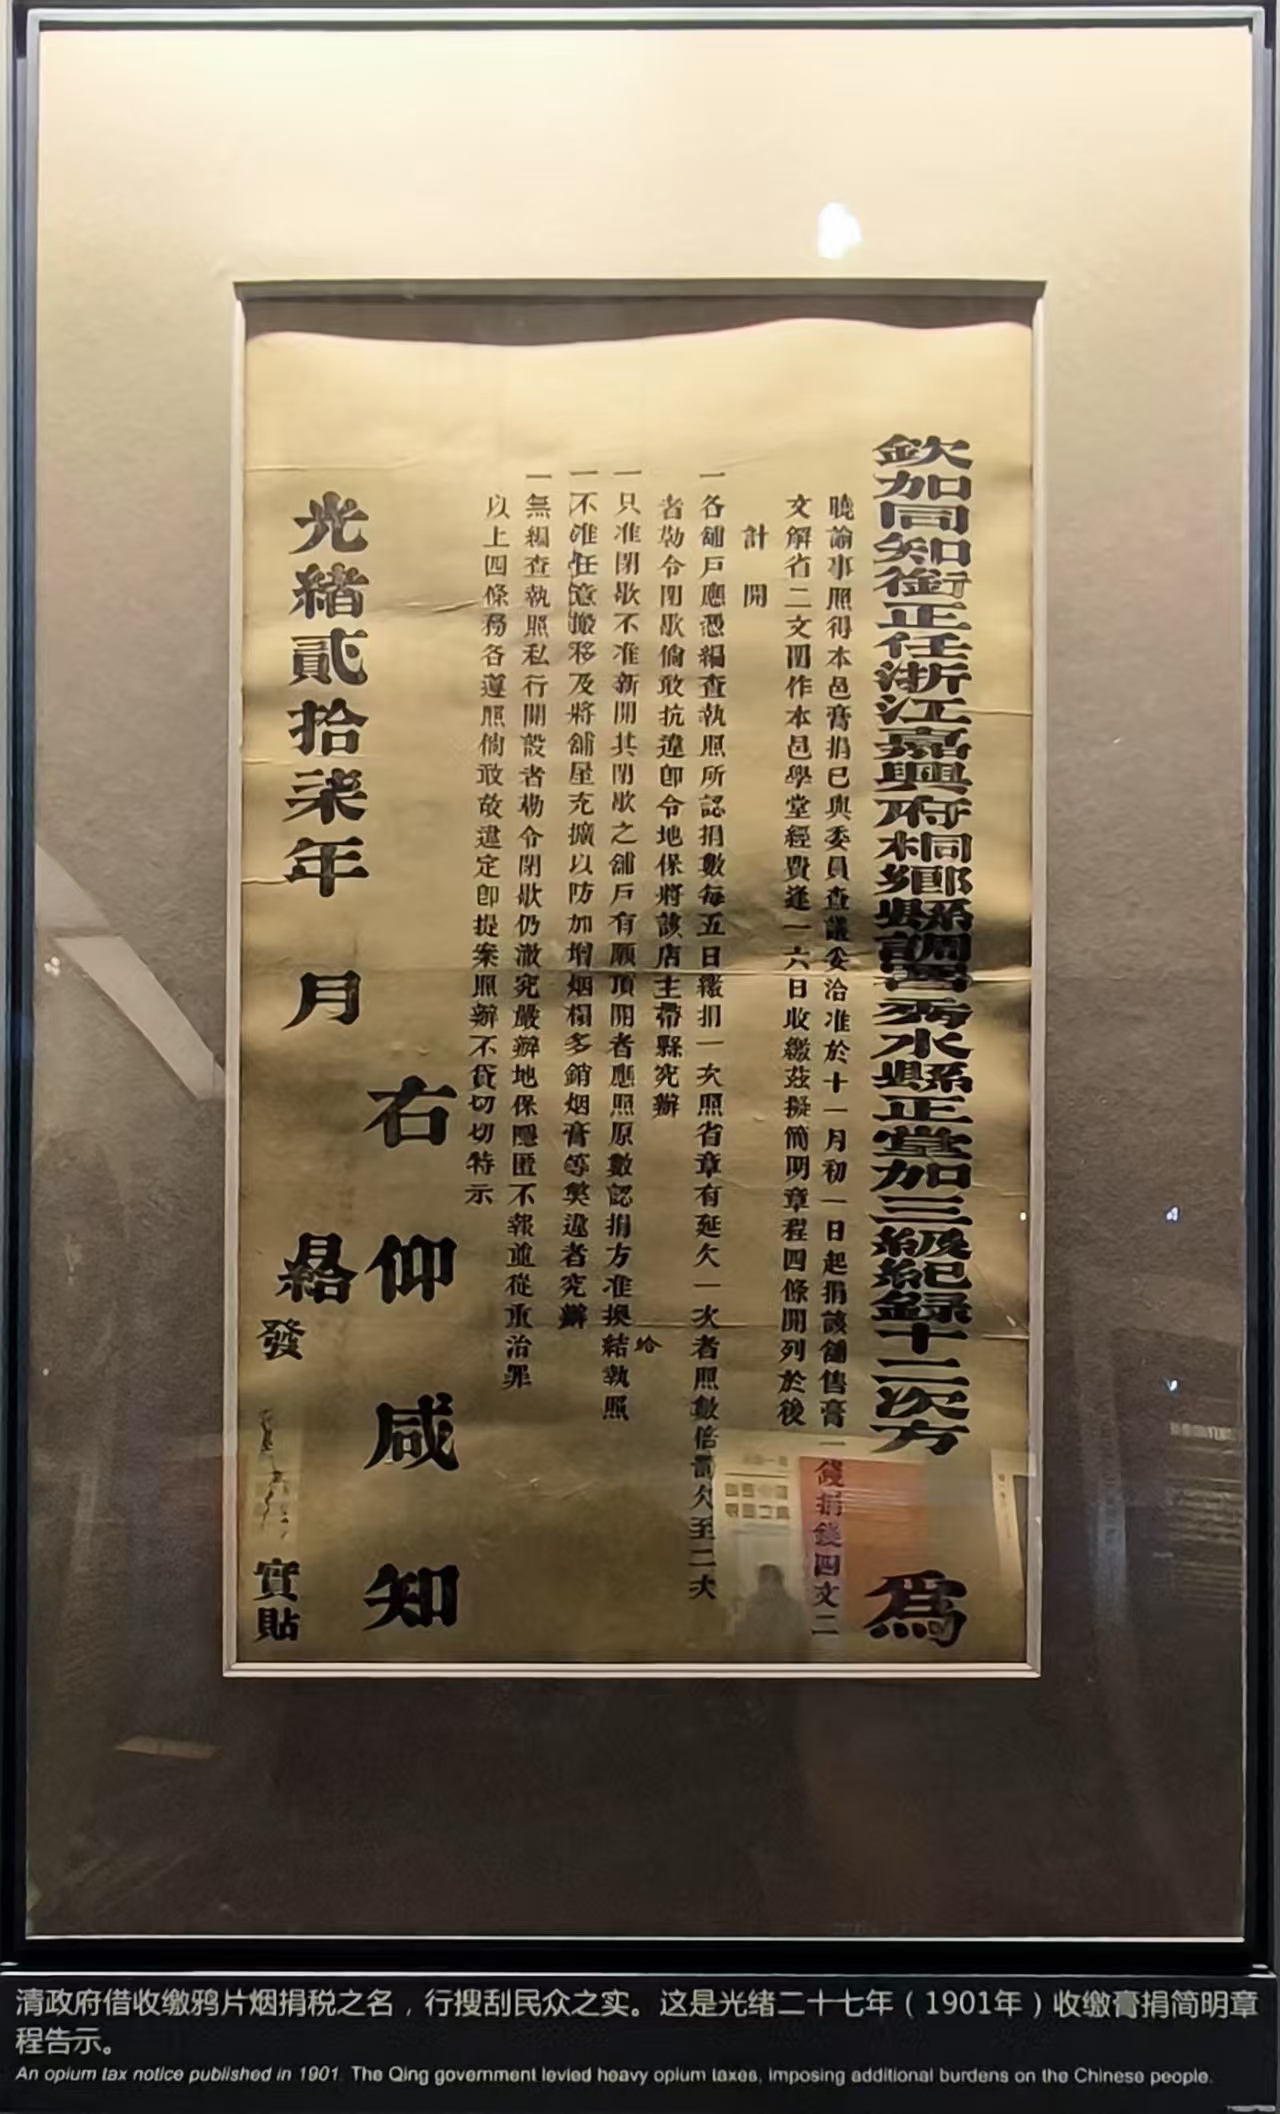 欽加同知銜正任浙江嘉興府桐鄉縣調署秀水縣正堂加三級紀録十二次方 爲
曉諭事照得本邑膏捐已與委員查議妥洽准於十一月初一日起捐該舖售膏一錢捐錢四文二
文解省二文閒作本邑學堂經費逢一六日收繳茲擬簡明章程四條開列於後
計開
一各舖戶應憑編查執照所認捐數每五日繳捐一次照省章有延欠一次者照數倍罰欠至二次
者勒令閉歇倘敢抗違卽令地保將該店主帶縣究辦
一只准閉歇不准新開其閉歇之舖戶有願頂開者應照原數認捐方准換給結執照
一不准任意搬移及將舖屋充擴以防加增烟榻多銷烟膏等獘違者究辦
一無編查執照私行開設者勒令閉歇仍澈究嚴辦地保隱匿不報並從重治罪
以上四條務各遵照倘敢故違定卽提案照辦不貸切切特示
右仰咸知
光緒貳拾柒年 月
發 實貼
清政府借收缴鸦片烟捐税之名，行搜刮民众之实。这是光绪二十七年（1901年）收缴膏捐简明章
程告示。
An opium tax notice published in 1901. The Qing government levied heavy opium taxes, imposing additional burdens on the Chinese people.